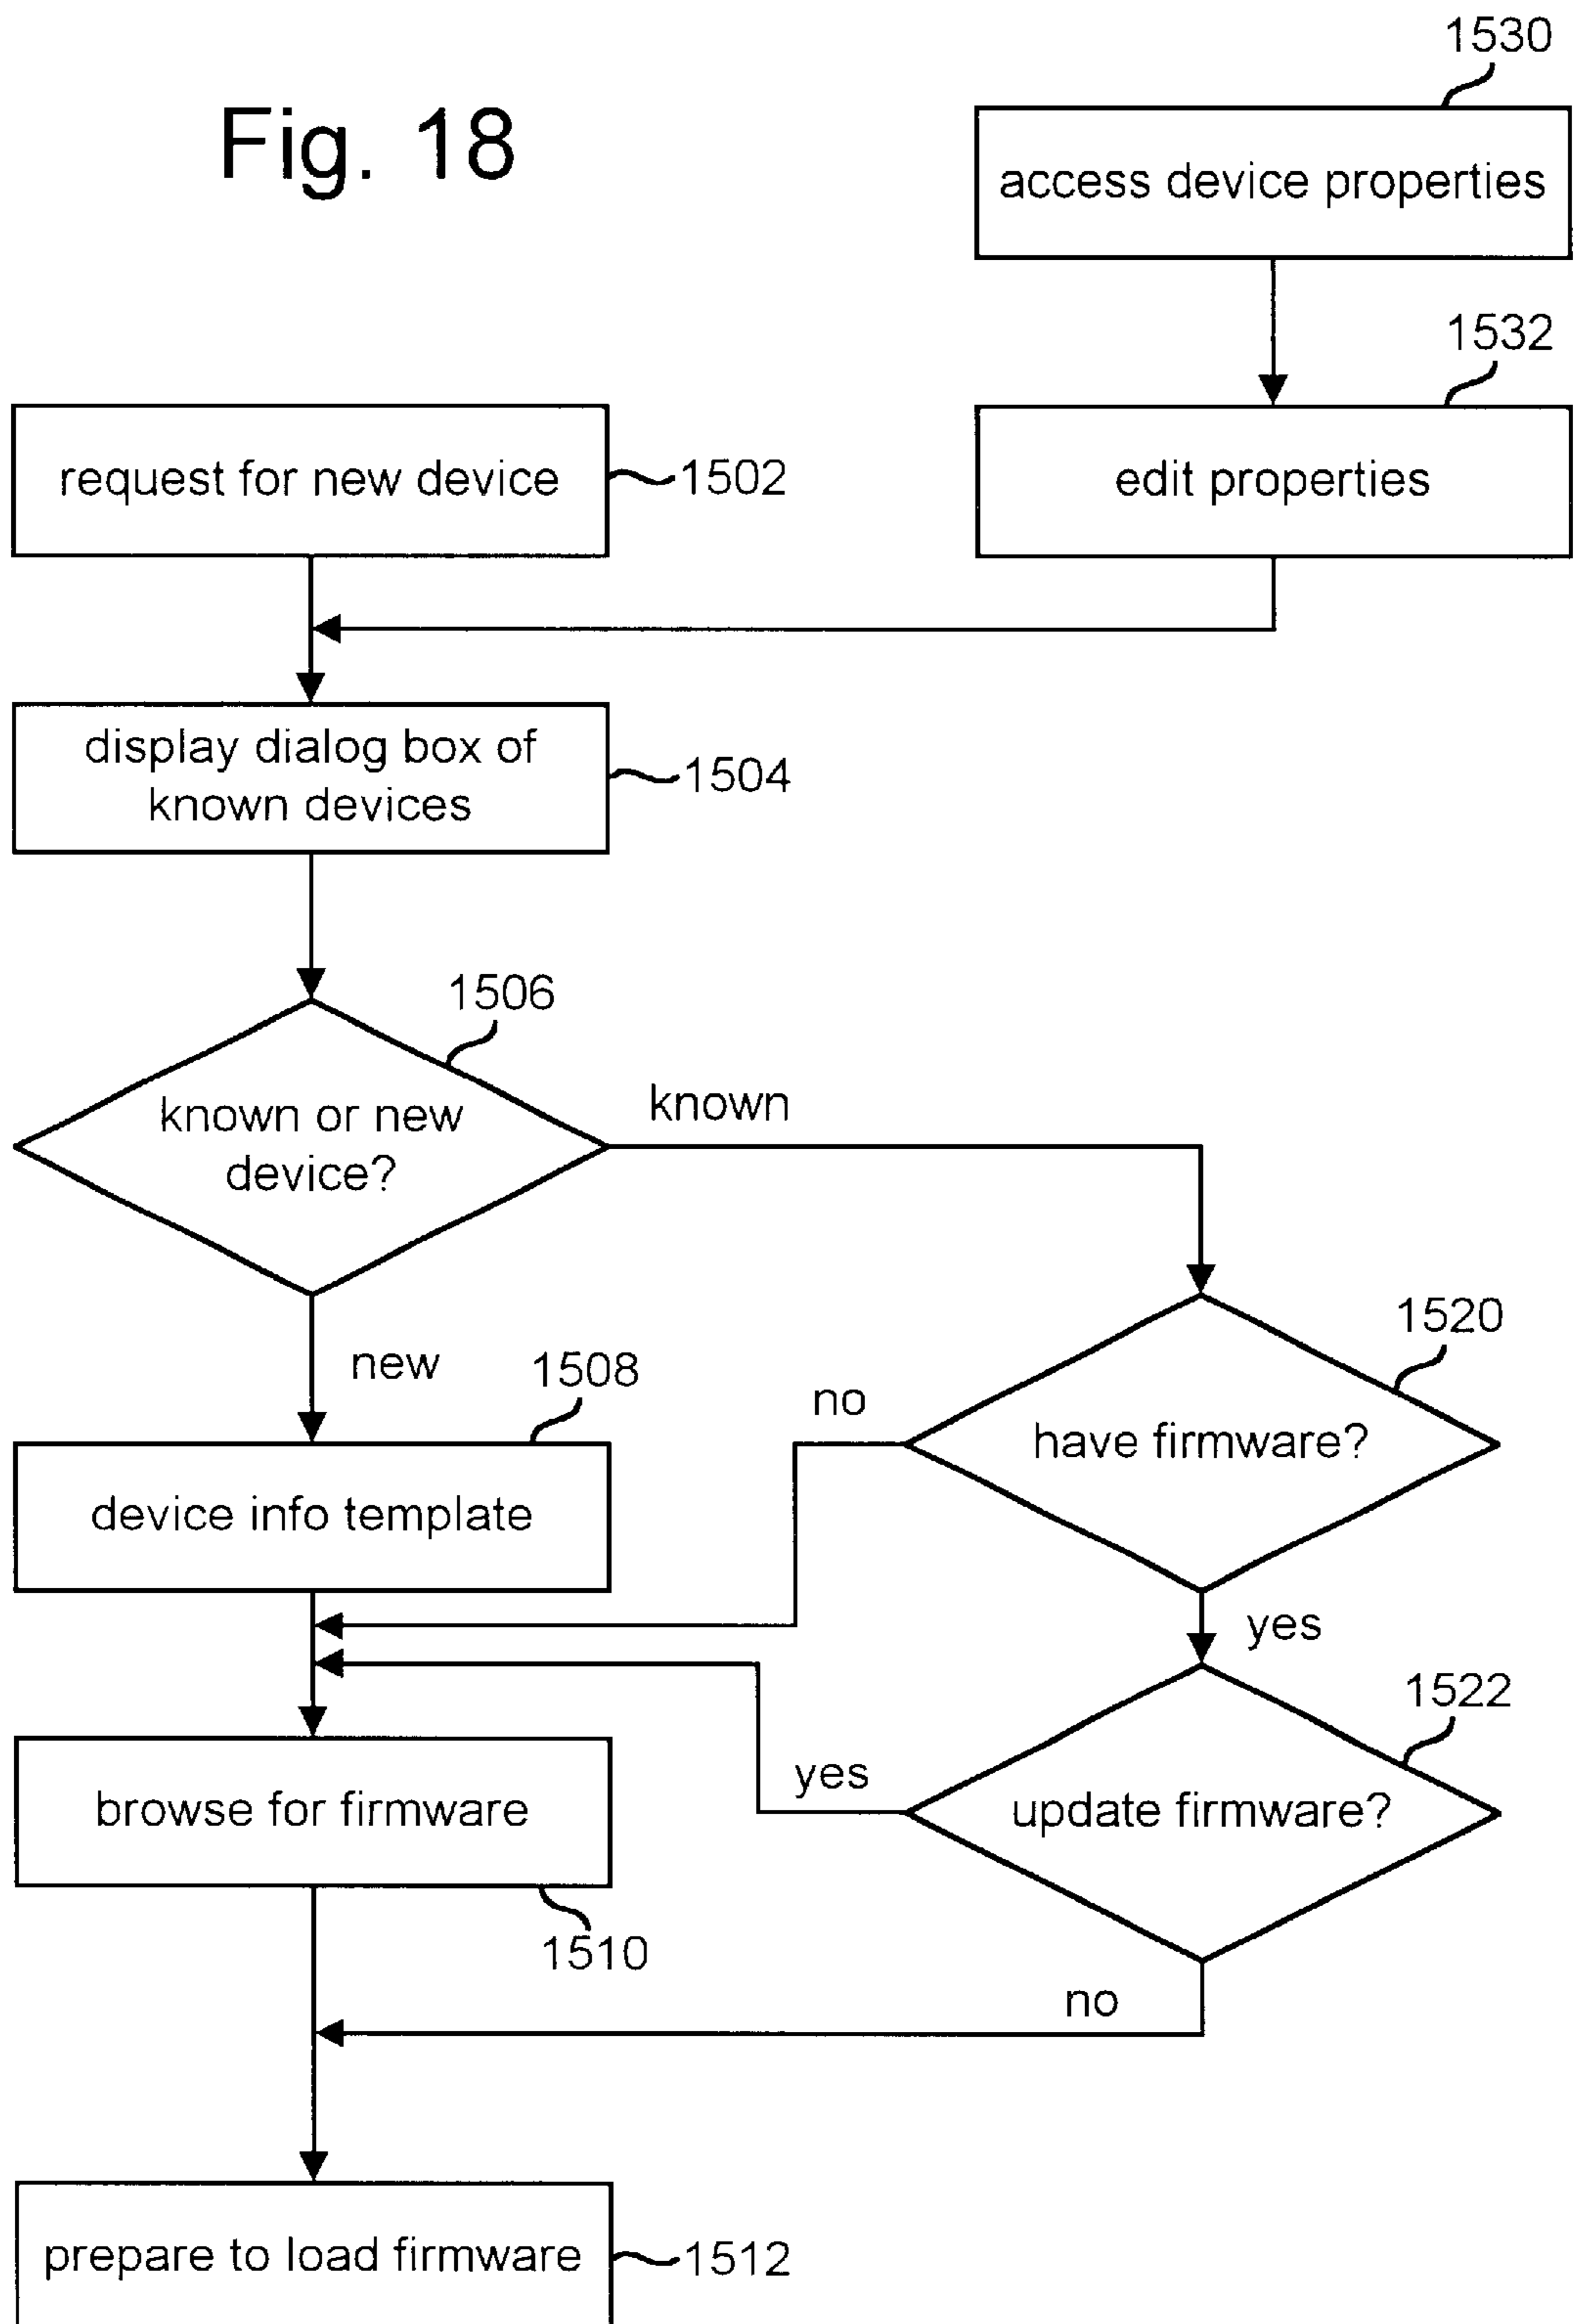 1530
Fig. 18
access device properties
1532
request for new device
1502
edit properties
display dialog box of
known devices
1504
1506
known or new
device?
known
1520
new
1508
no
have firmware?
device info template
yes
1522
yes
browse for firmware
update firmware?
1510
no
prepare to load firmware
1512